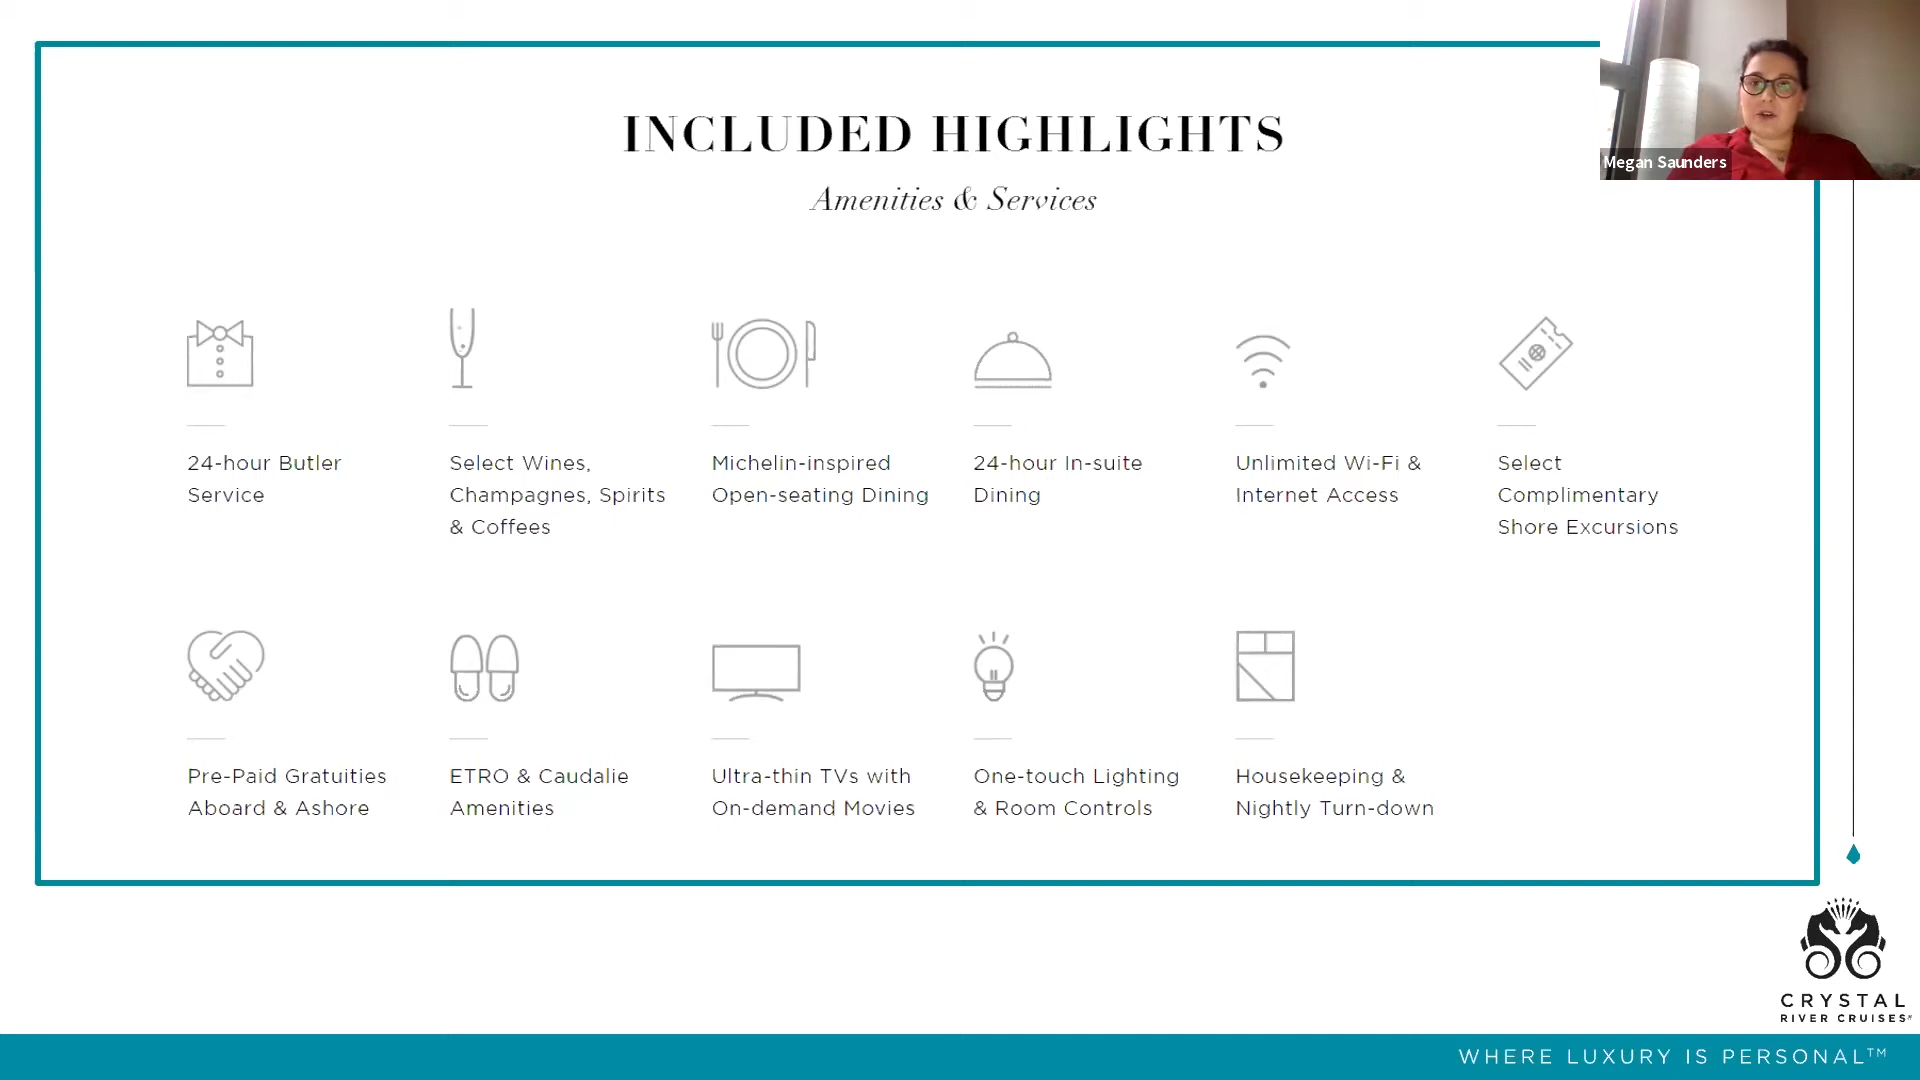 INCLUDED HIGHLIGHTS
Amenities & Services
Megan Saunders
24-hour Butler
Service
Select Wines,
Champagnes, Spirits
& Coffees
Michelin-inspired
Open-seating Dining
24-hour In-suite
Dining
Unlimited Wi-Fi &
Internet Access
Select
Complimentary
Shore Excursions
Pre-Paid Gratuities
Aboard & Ashore
ETRO & Caudalie
Amenities
Ultra-thin TVs with
On-demand Movies
One-touch Lighting
& Room Controls
Housekeeping &
Nightly Turn-down
CRYSTAL
RIVER CRUISES
WHERE LUXURY IS PERSONAL™